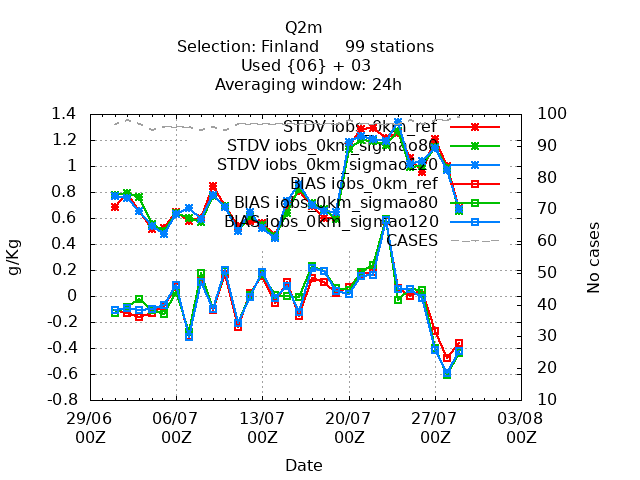 Q2m
Selection: Finland     99 stations
Used {06} + 03
Averaging window: 24h
STDV iobs_0km_ref
STDV iobs_0km_sigmao80
STDV iobs_0km_sigmao120
BIAS iobs_0km_ref
BIAS iobs_0km_sigmao80
BIAS iobs_0km_sigmao120
CASES
1.4
1.2
1
0.8
0.6
0.4
0.2
0
-0.2
-0.4
-0.6
-0.8
g/Kg
100
90
80
70
60
50
40
30
20
10
No cases
29/06 06/07 13/07 20/07 27/07 03/08
00Z 00Z 00Z 00Z 00Z 00Z
Date